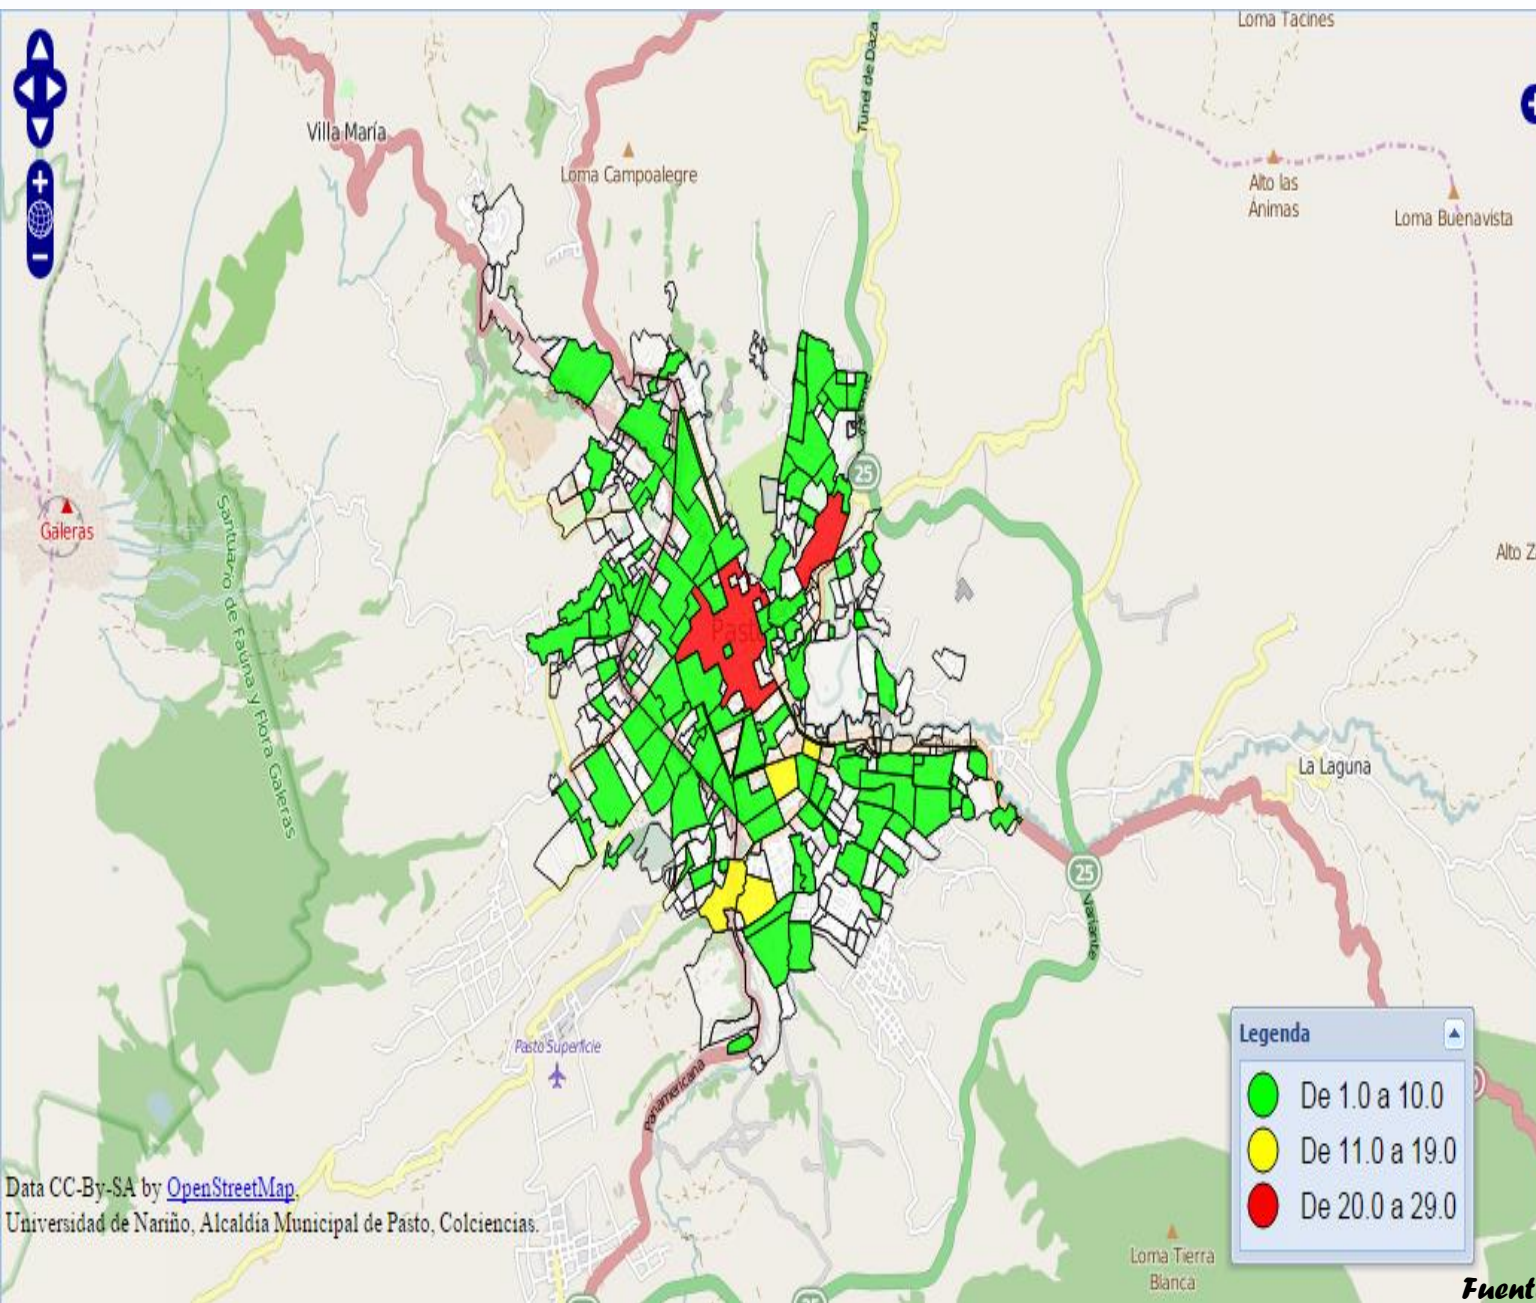 Loma Tacines
Túnel de Daza
Villa María
Loma Campoalegre
Alto las
Ánimas
Loma Buenavista
25
Galeras
Santuario de Fauna y Flora Galeras
Alto
Pasto
La Laguna
25
Variante
Pasto Superficie
Panamericana
Legenda
De 1.0 a 10.0
De 11.0 a 19.0
De 20.0 a 29.0
Data CC-By-SA by OpenStreetMap,
Universidad de Nariño, Alcaldía Municipal de Pasto, Colciencias.
Loma Tierra
Blanca
25
Fuent